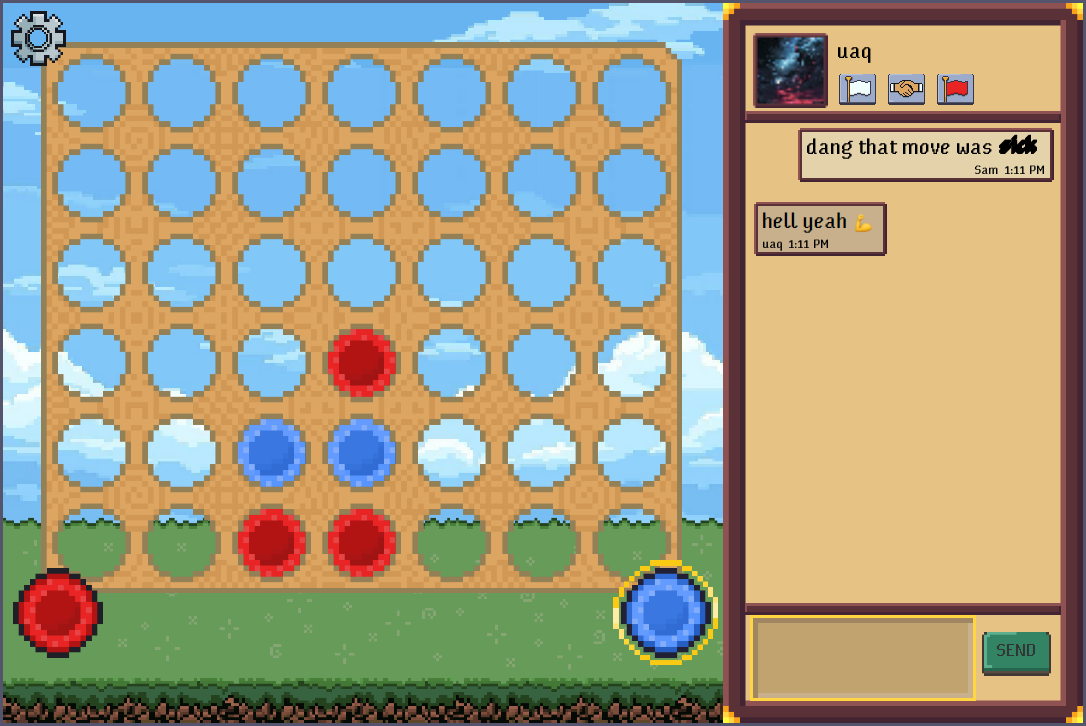 uaq
dang that move was
Sam 1:11 PM
hell yeah 💪
uaq 1:11 PM
SEND